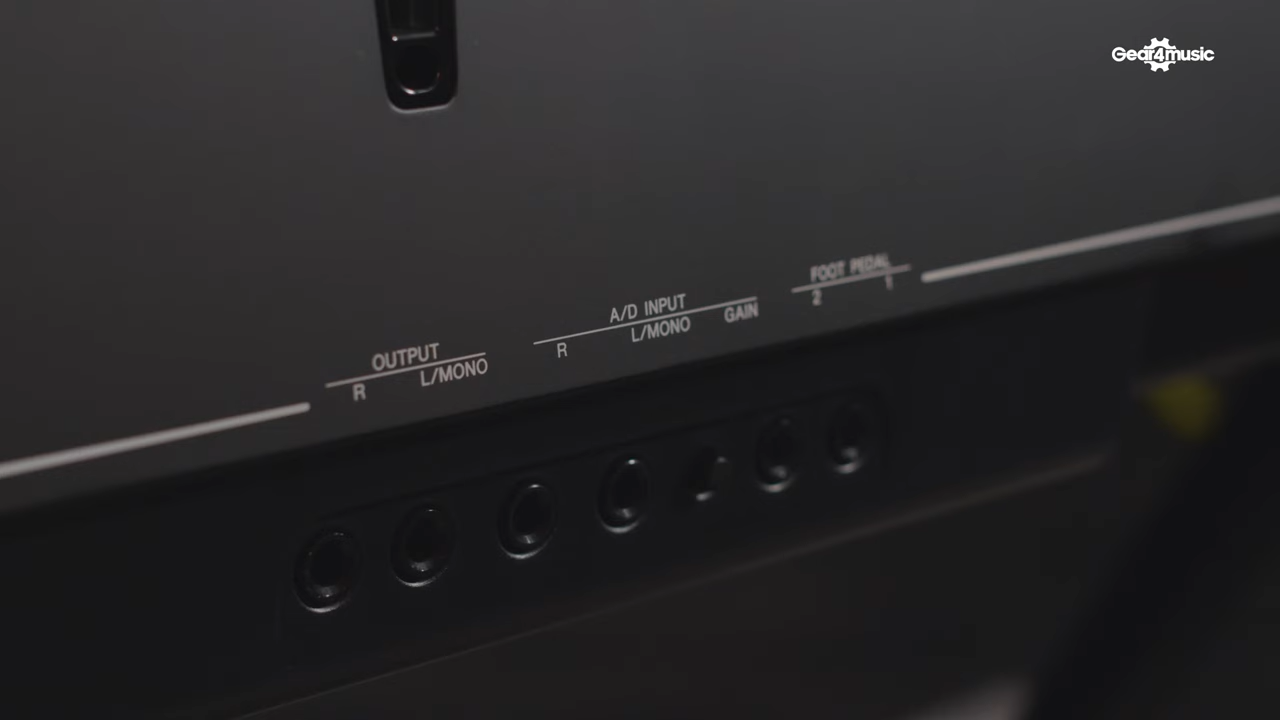 Gear4music
FOOT PEDAL
2 1
A/D INPUT
R L/MONO GAIN
OUTPUT
R L/MONO